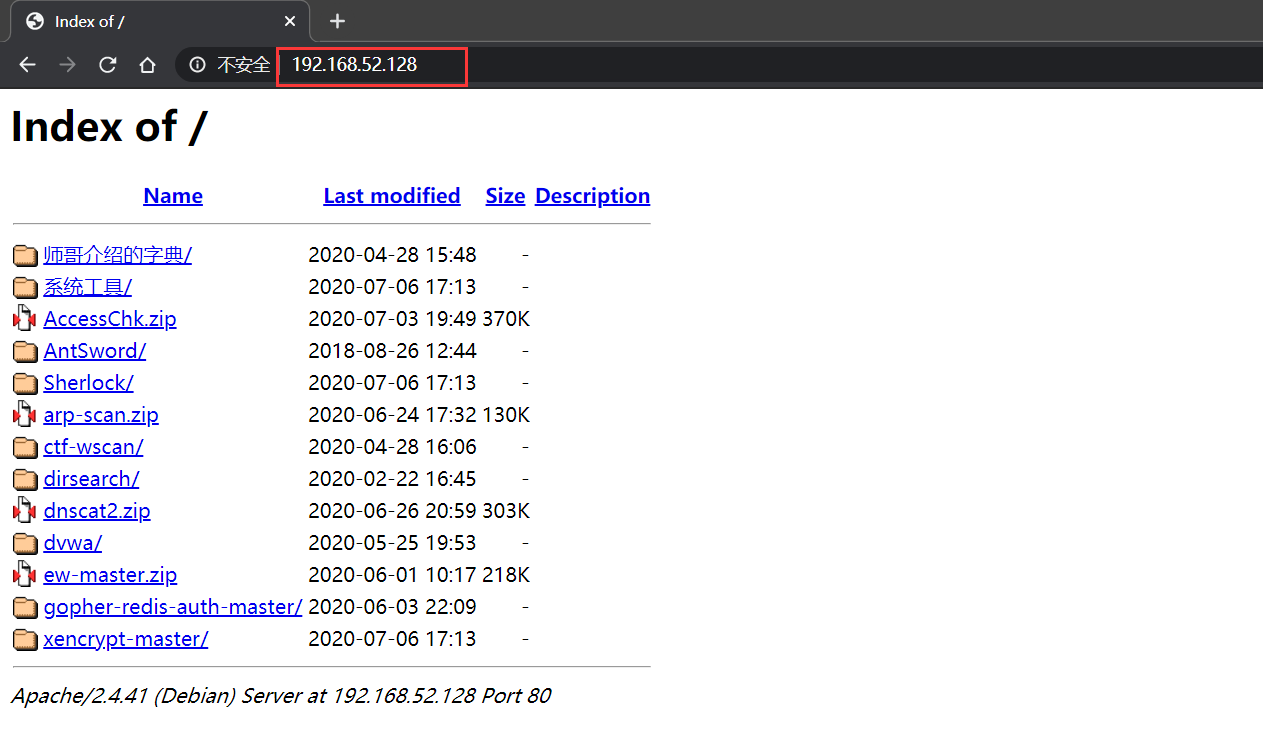 Index of /
不安全 192.168.52.128
Index of /
Name Last modified Size Description
师哥介绍的字典/ 2020-04-28 15:48 -
系统工具/ 2020-07-06 17:13 -
AccessChk.zip 2020-07-03 19:49 370K
AntSword/ 2018-08-26 12:44 -
Sherlock/ 2020-07-06 17:13 -
arp-scan.zip 2020-06-24 17:32 130K
ctf-wscan/ 2020-04-28 16:06 -
dirsearch/ 2020-02-22 16:45 -
dnscat2.zip 2020-06-26 20:59 303K
dvwa/ 2020-05-25 19:53 -
ew-master.zip 2020-06-01 10:17 218K
gopher-redis-auth-master/ 2020-06-03 22:09 -
xencrypt-master/ 2020-07-06 17:13 -
Apache/2.4.41 (Debian) Server at 192.168.52.128 Port 80